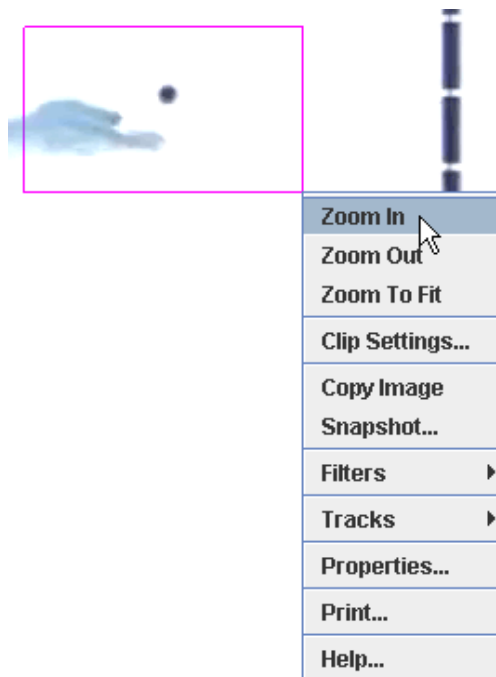 Zoom In
Zoom Out
Zoom To Fit
Clip Settings...
Copy Image
Snapshot...
Filters
Tracks
Properties...
Print...
Help...